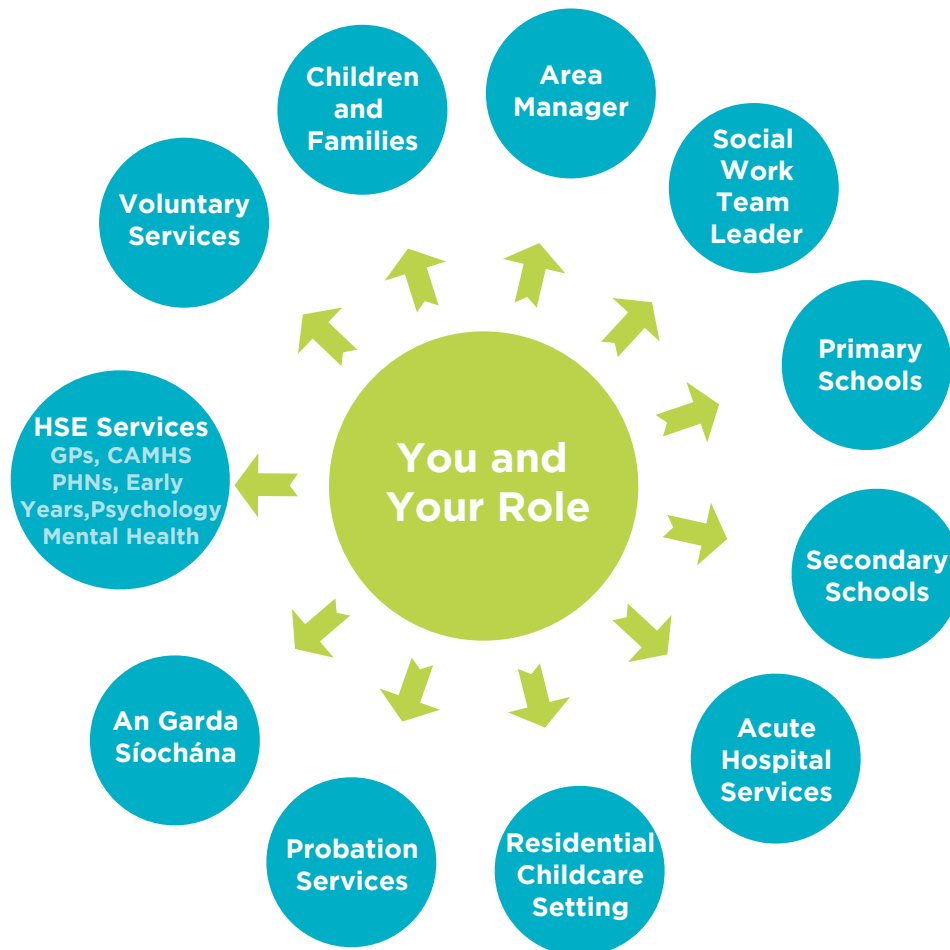 Children
and
Families
Area
Manager
Social
Work
Team
Leader
Voluntary
Services
Primary
Schools
HSE Services
GPs, CAMHS
PHNs, Early
Years,Psychology
Mental Health
You and
Your Role
Secondary
Schools
An Garda
Síochána
Acute
Hospital
Services
Probation
Services
Residential
Childcare
Setting